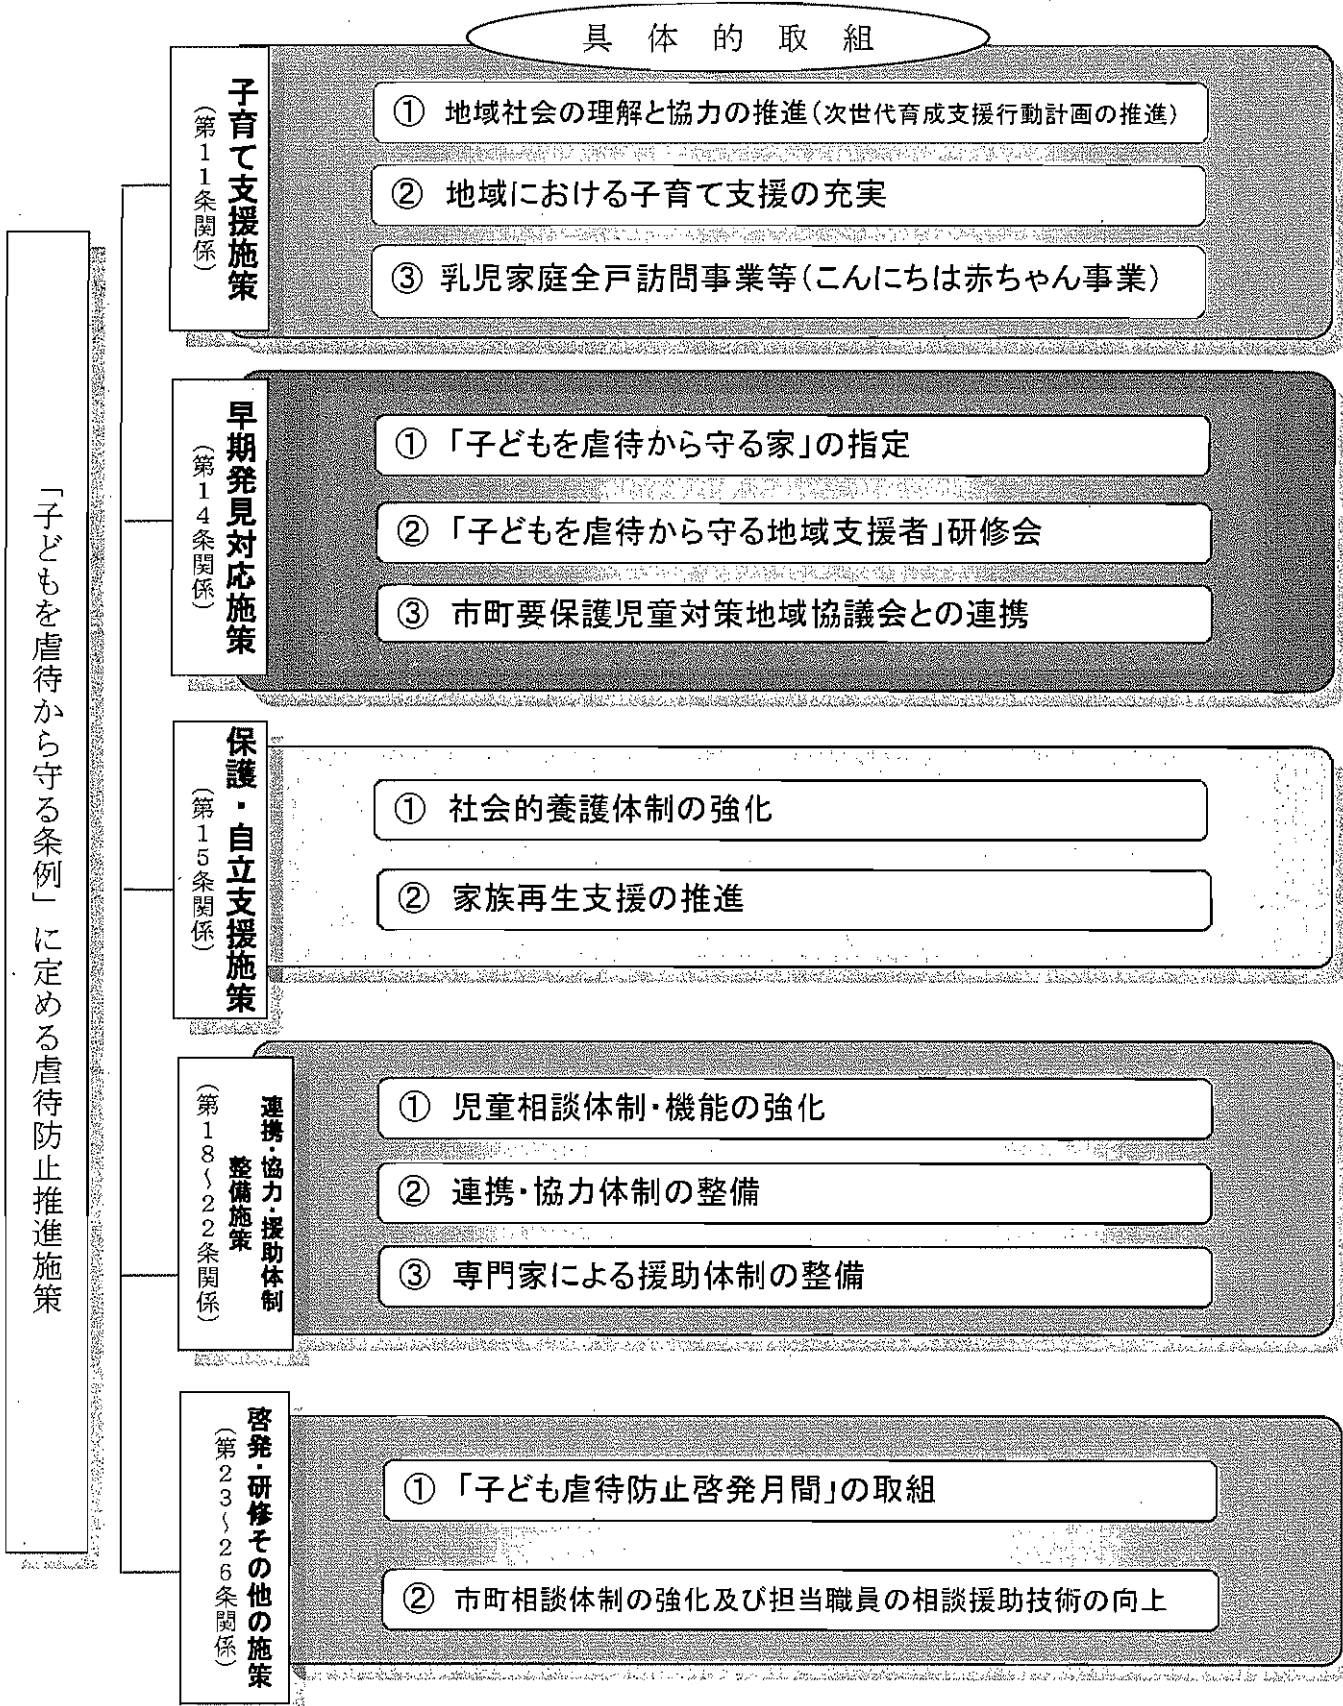 具体的取組
「子どもを虐待から守る条例」に定める虐待防止推進施策
子育て支援施策
（第11条関係）
① 地域社会の理解と協力の推進（次世代育成支援行動計画の推進）
② 地域における子育て支援の充実
③ 乳児家庭全戸訪問事業等（こんにちは赤ちゃん事業）
早期発見対応施策
（第14条関係）
① 「子どもを虐待から守る家」の指定
② 「子どもを虐待から守る地域支援者」研修会
③ 市町要保護児童対策地域協議会との連携
保護・自立支援施策
（第15条関係）
① 社会的養護体制の強化
② 家族再生支援の推進
連携・協力・援助体制
整備施策
（第18～22条関係）
① 児童相談体制・機能の強化
② 連携・協力体制の整備
③ 専門家による援助体制の整備
啓発・研修その他の施策
（第23～26条関係）
① 「子ども虐待防止啓発月間」の取組
② 市町相談体制の強化及び担当職員の相談援助技術の向上